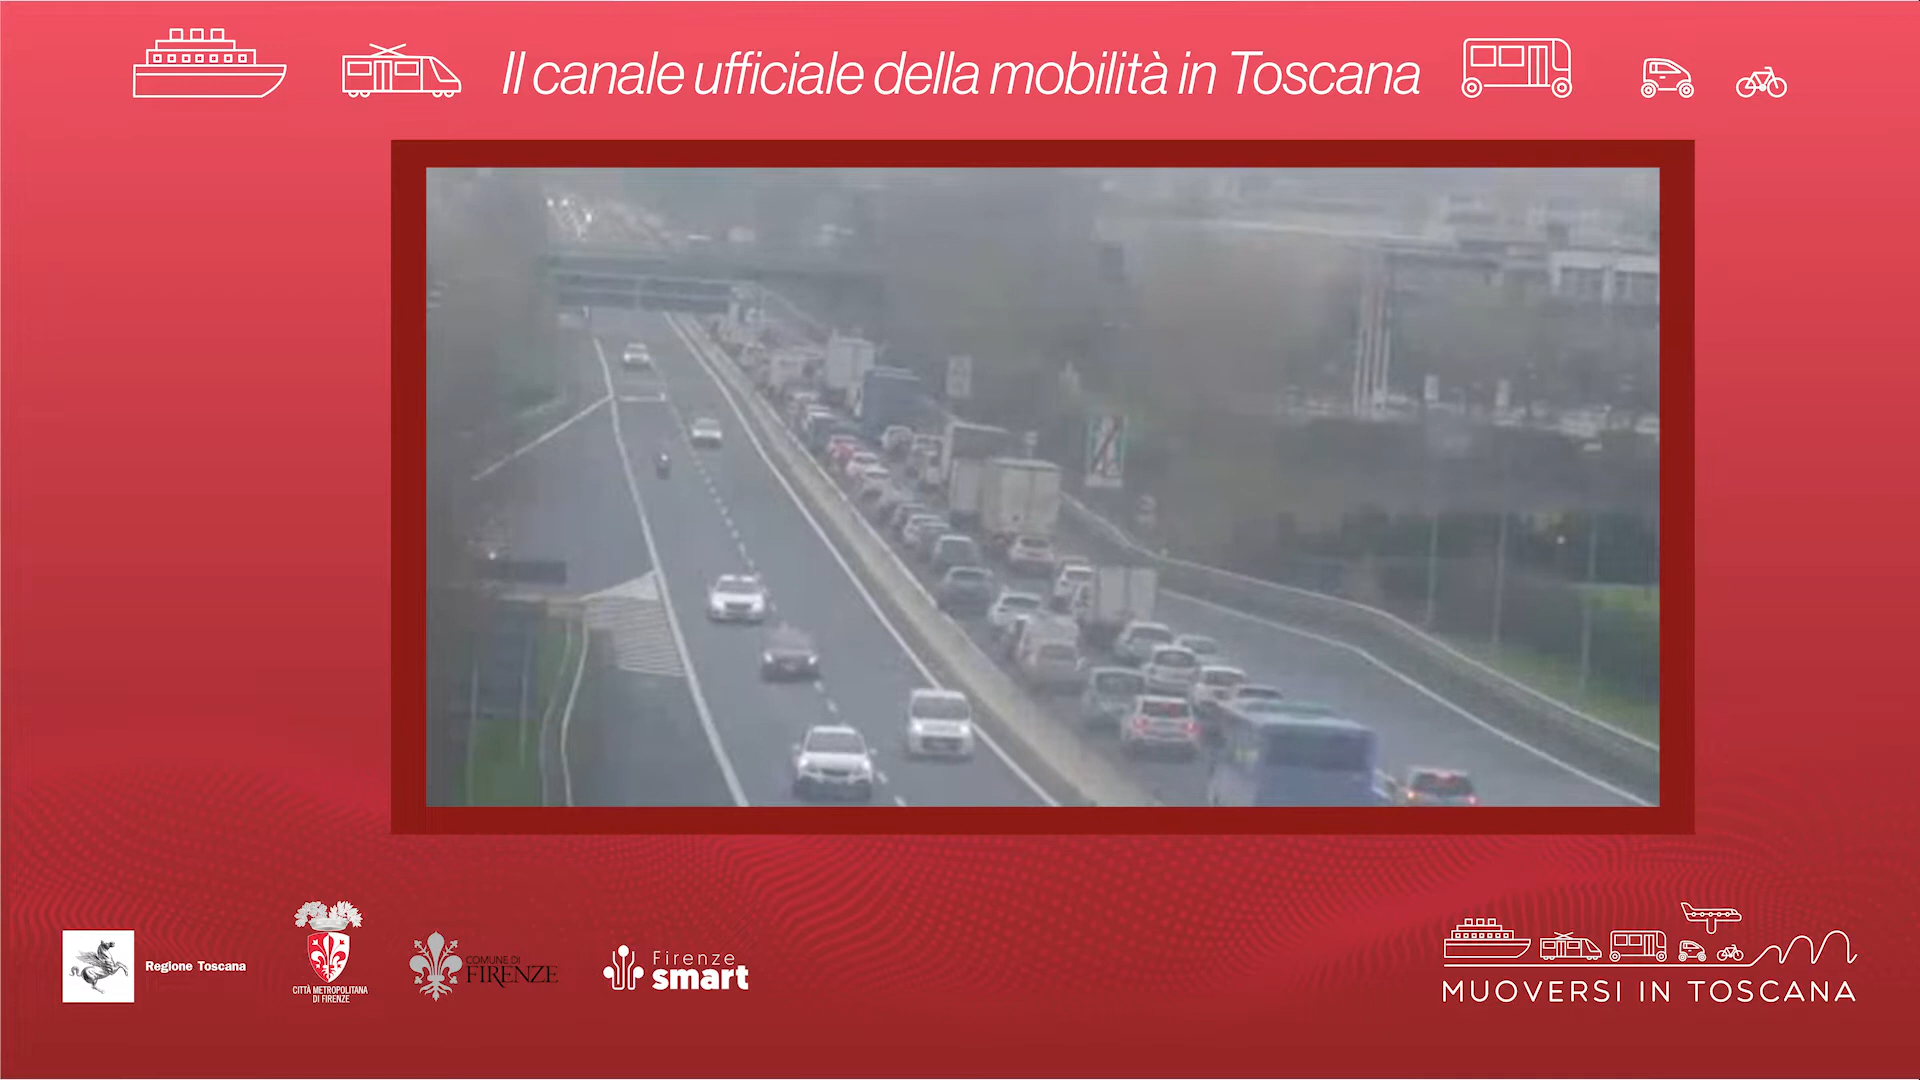 Il canale ufficiale della mobilità in Toscana
Regione Toscana
CITTÀ METROPOLITANA
DI FIRENZE
COMUNE DI
FIRENZE
Firenze
smart
MUOVERSI IN TOSCANA